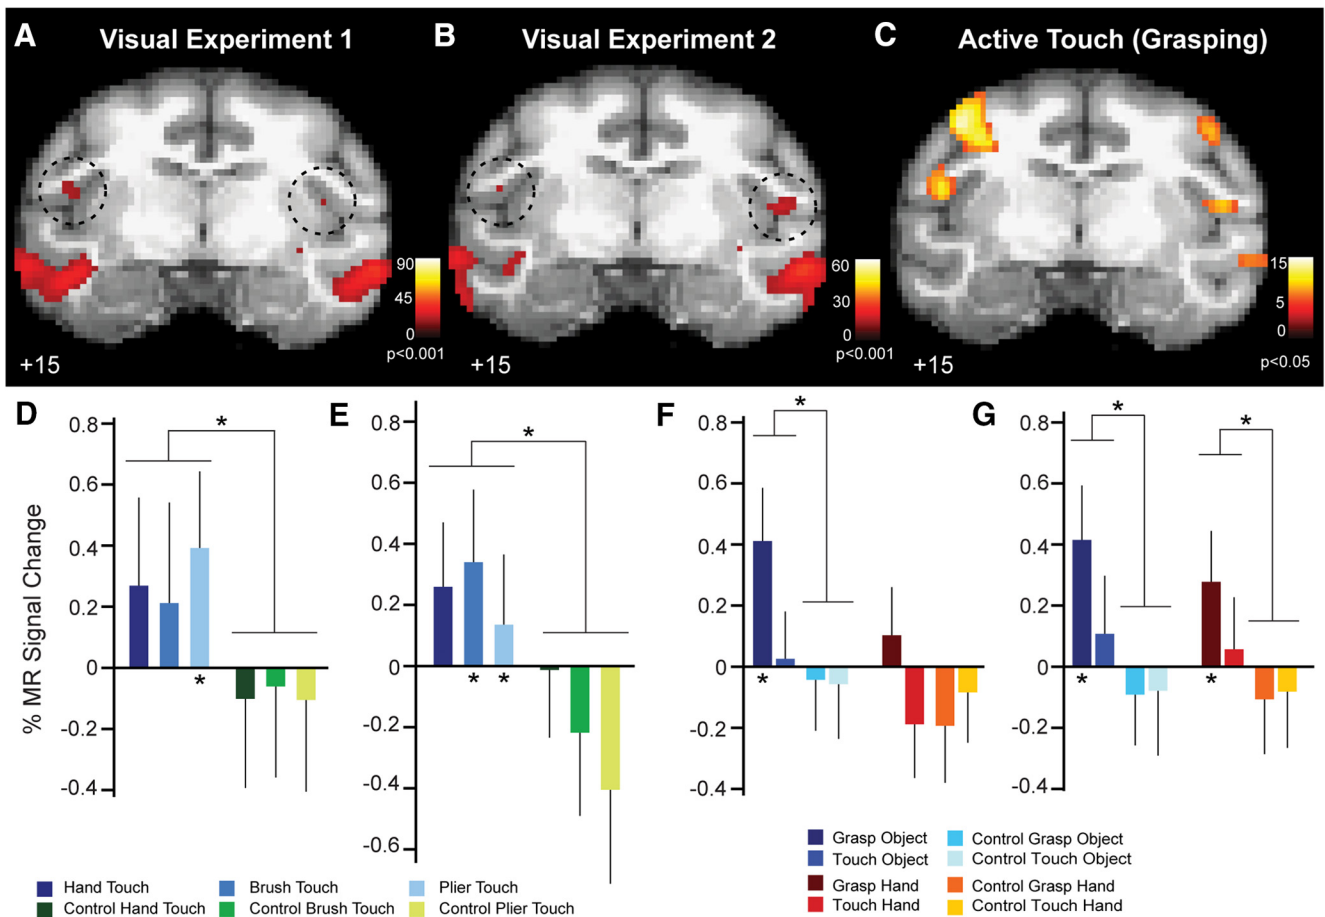 A Visual Experiment 1
B Visual Experiment 2
C Active Touch (Grasping)
90
45
0
p<0.001
+15
60
30
0
p<0.001
+15
15
5
0
p<0.05
+15
D
% MR Signal Change
0.8
0.6
0.4
0.2
0
-0.2
-0.4
*
*
E
0.8
0.6
0.4
0.2
0
-0.2
-0.4
-0.6
*
* *
F
0.8
0.6
0.4
0.2
0
-0.2
-0.4
*
*
G
0.8
0.6
0.4
0.2
0
-0.2
-0.4
* *
* *
Hand Touch Brush Touch Plier Touch
Control Hand Touch Control Brush Touch Control Plier Touch
Grasp Object Control Grasp Object
Touch Object Control Touch Object
Grasp Hand Control Grasp Hand
Touch Hand Control Touch Hand